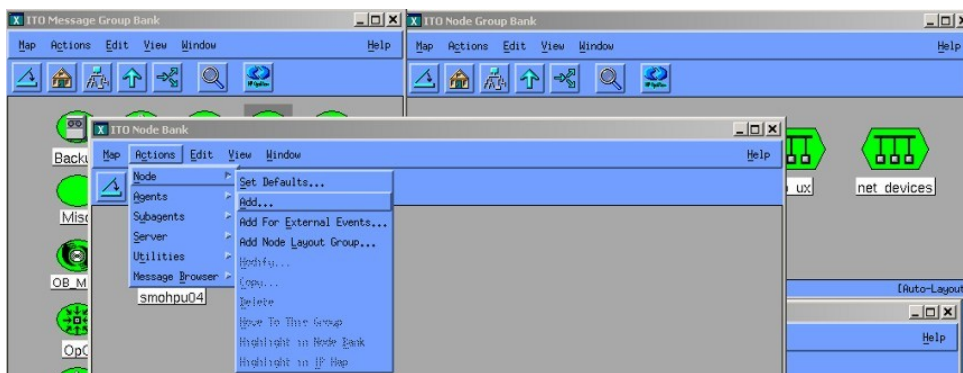 ITO Message Group Bank
Map Actions Edit View Window Help
Backu
Misc
OB_M
OpC
ITO Node Group Bank
Map Actions Edit View Window Help
ux
net_devices
[Auto-Layout
Help
ITO Node Bank
Map Actions Edit View Window Help
Node
Agents
Subagents
Server
Utilities
Message Browser
smohpu04
Set Defaults...
Add...
Add For External Events...
Add Node Layout Group...
Modify...
Copy...
Delete
Move To This Group
Highlight in Node Bank
Highlight in IP Map